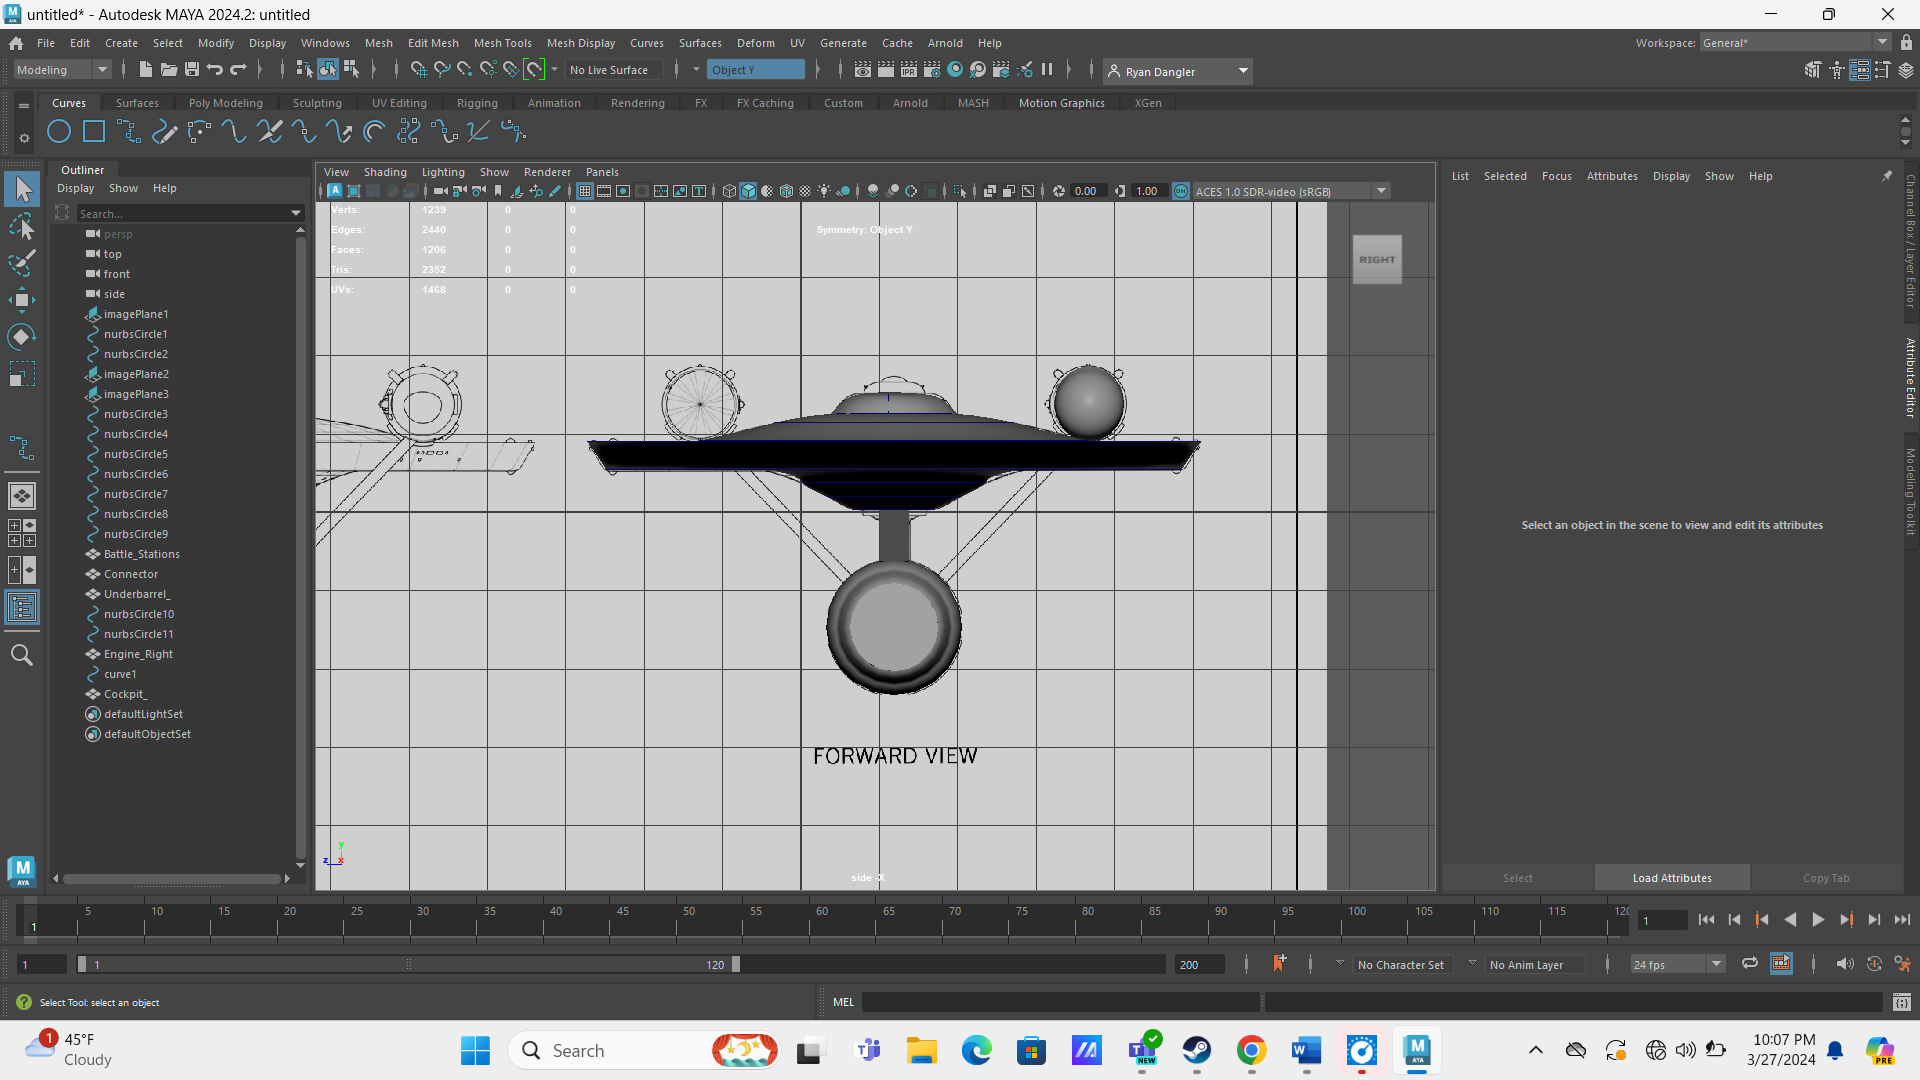 untitled* - Autodesk MAYA 2024.2: untitled
File Edit Create Select Modify Display Windows Mesh Edit Mesh Mesh Tools Mesh Display Curves Surfaces Deform UV Generate Cache Arnold Help
Workspace: General*
Modeling
No Live Surface
Object Y
IPR
Ryan Dangler
Curves Surfaces Poly Modeling Sculpting UV Editing Rigging Animation Rendering FX FX Caching Custom Arnold MASH Motion Graphics XGen
Outliner
Display Show Help
Search...
persp
top
front
side
imagePlane1
nurbsCircle1
nurbsCircle2
imagePlane2
imagePlane3
nurbsCircle3
nurbsCircle4
nurbsCircle5
nurbsCircle6
nurbsCircle7
nurbsCircle8
nurbsCircle9
Battle_Stations
Connector
Underbarrel_
nurbsCircle10
nurbsCircle11
Engine_Right
curve1
Cockpit_
defaultLightSet
defaultObjectSet
View Shading Lighting Show Renderer Panels
0.00
1.00
ACES 1.0 SDR-video (sRGB)
Verts: 1239 0 0
Edges: 2440 0 0
Faces: 1206 0 0
Tris: 2352 0 0
UVs: 1468 0 0
Symmetry: Object Y
RIGHT
FORWARD VIEW
y
z x
side -X
List Selected Focus Attributes Display Show Help
Select an object in the scene to view and edit its attributes
Select
Load Attributes
Copy Tab
Channel Box / Layer Editor
Attribute Editor
Modeling Toolkit
1
5 10 15 20 25 30 35 40 45 50 55 60 65 70 75 80 85 90 95 100 105 110 115 120
1
1
1
120
200
No Character Set
No Anim Layer
24 fps
Select Tool: select an object
MEL
1
45°F
Cloudy
Search
NEW
10:07 PM
3/27/2024
PRE